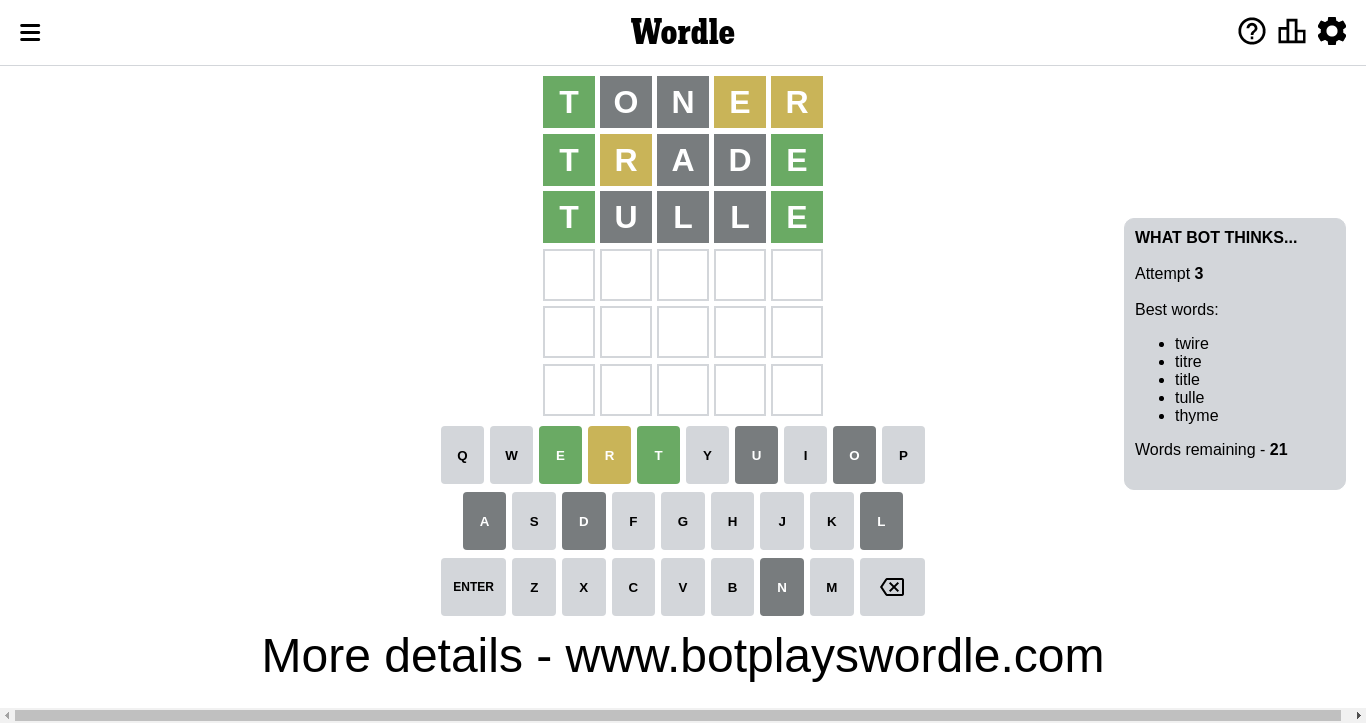 Wordle
T O N E R
T R A D E
T U L L E
WHAT BOT THINKS...
Attempt 3
Best words:
twire
titre
title
tulle
thyme
Words remaining - 21
Q W E R T Y U I O P
A S D F G H J K L
ENTER Z X C V B N M
More details - www.botplayswordle.com